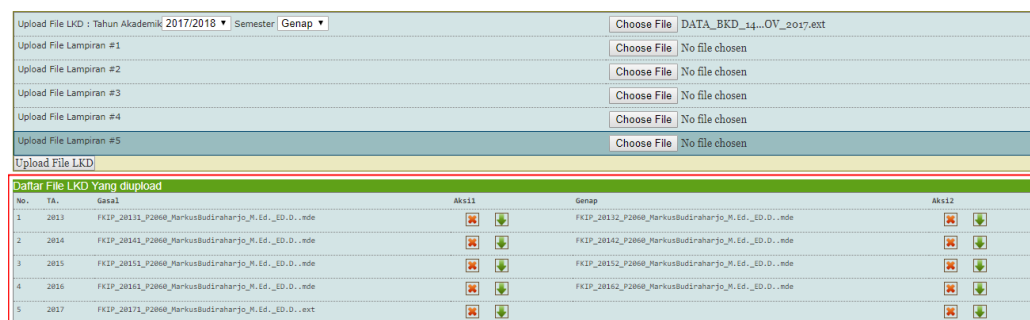 Upload File LKD : Tahun Akademik 2017/2018 Semester Genap Choose File DATA_BKD_14...OV_2017.ext
Upload File Lampiran #1 Choose File No file chosen
Upload File Lampiran #2 Choose File No file chosen
Upload File Lampiran #3 Choose File No file chosen
Upload File Lampiran #4 Choose File No file chosen
Upload File Lampiran #5 Choose File No file chosen
Upload File LKD
Daftar File LKD Yang diupload
No. TA. Gasal Aksi1 Genap Aksi2
1 2013 FKIP_20131_P2060_MarkusBudiraharjo_M.Ed._ED.D..mde FKIP_20132_P2060_MarkusBudiraharjo_M.Ed._ED.D..mde
2 2014 FKIP_20141_P2060_MarkusBudiraharjo_M.Ed._ED.D..mde FKIP_20142_P2060_MarkusBudiraharjo_M.Ed._ED.D..mde
3 2015 FKIP_20151_P2060_MarkusBudiraharjo_M.Ed._ED.D..mde FKIP_20152_P2060_MarkusBudiraharjo_M.Ed._ED.D..mde
4 2016 FKIP_20161_P2060_MarkusBudiraharjo_M.Ed._ED.D..mde FKIP_20162_P2060_MarkusBudiraharjo_M.Ed._ED.D..mde
5 2017 FKIP_20171_P2060_MarkusBudiraharjo_M.Ed._ED.D..ext